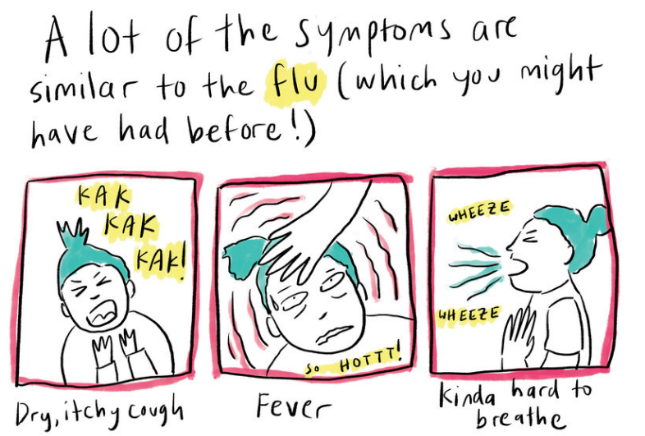 A lot of the symptoms are
similar to the flu (which you might
have had before!)
KAK
KAK
KAK!
Dry, itchy cough
so HOTTT!
Fever
WHEEZE
WHEEZE
Kinda hard to
breathe